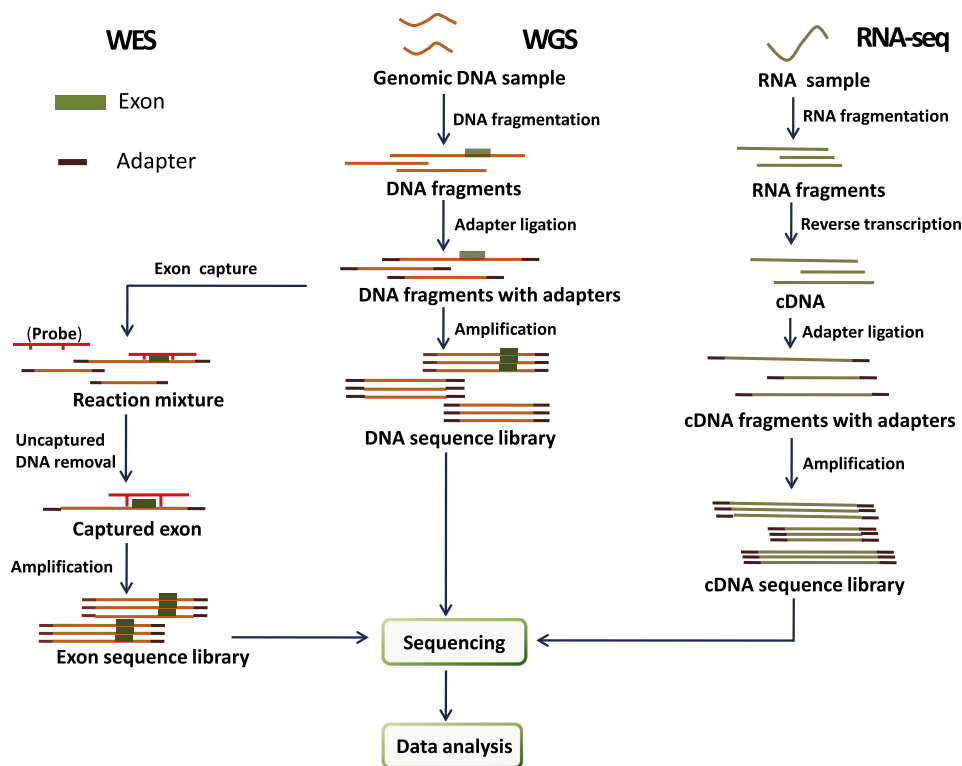 WES
WGS
RNA-seq
Exon
Adapter
Genomic DNA sample
DNA fragmentation
DNA fragments
Adapter ligation
DNA fragments with adapters
Amplification
DNA sequence library
Exon capture
(Probe)
Reaction mixture
Uncaptured
DNA removal
Captured exon
Amplification
Exon sequence library
RNA sample
RNA fragmentation
RNA fragments
Reverse transcription
cDNA
Adapter ligation
cDNA fragments with adapters
Amplification
cDNA sequence library
Sequencing
Data analysis